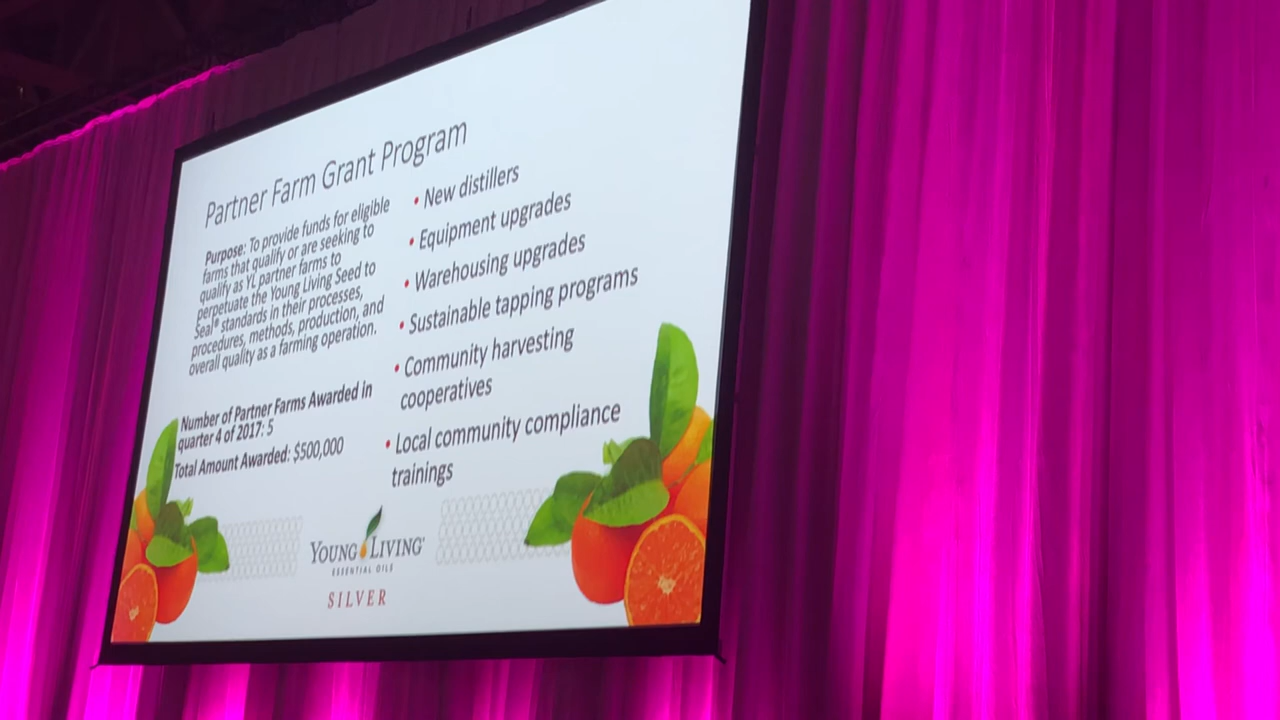 Partner Farm Grant Program
Purpose: To provide funds for eligible
farms that qualify or are seeking to
qualify as YL partner farms to
perpetuate the Young Living Seed to
Seal® standards in their processes,
procedures, methods, production, and
overall quality as a farming operation.
Number of Partner Farms Awarded in
quarter 4 of 2017: 5
Total Amount Awarded: $500,000
• New distillers
• Equipment upgrades
• Warehousing upgrades
• Sustainable tapping programs
• Community harvesting
cooperatives
• Local community compliance
trainings
YOUNG LIVING
ESSENTIAL OILS
SILVER